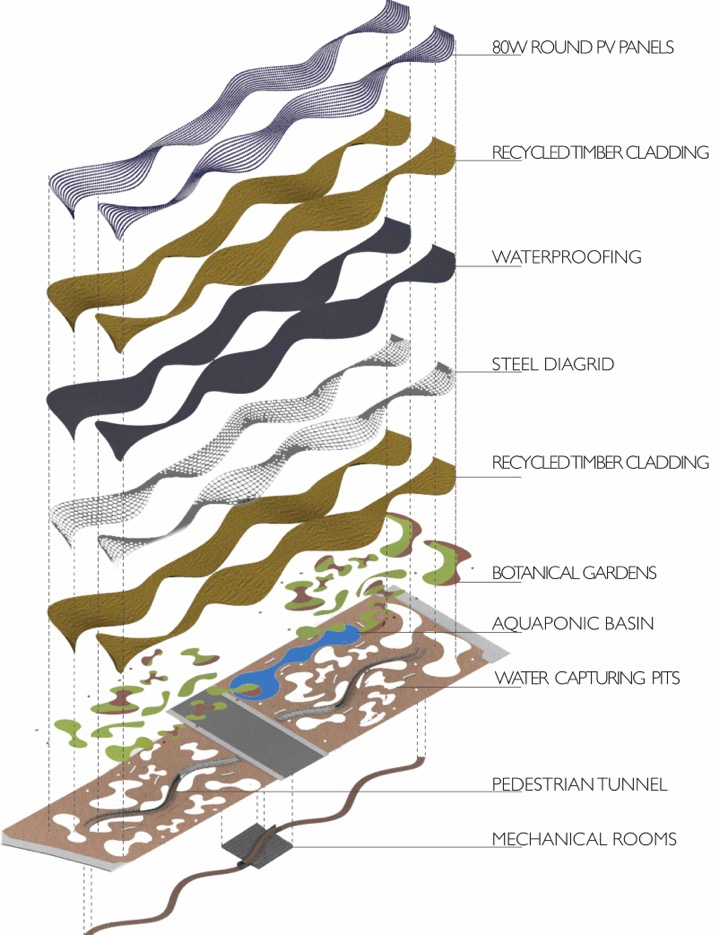 80W ROUND PV PANELS
RECYCLED TIMBER CLADDING
WATERPROOFING
STEEL DIAGRID
RECYCLED TIMBER CLADDING
BOTANICAL GARDENS
AQUAPONIC BASIN
WATER CAPTURING PITS
PEDESTRIAN TUNNEL
MECHANICAL ROOMS